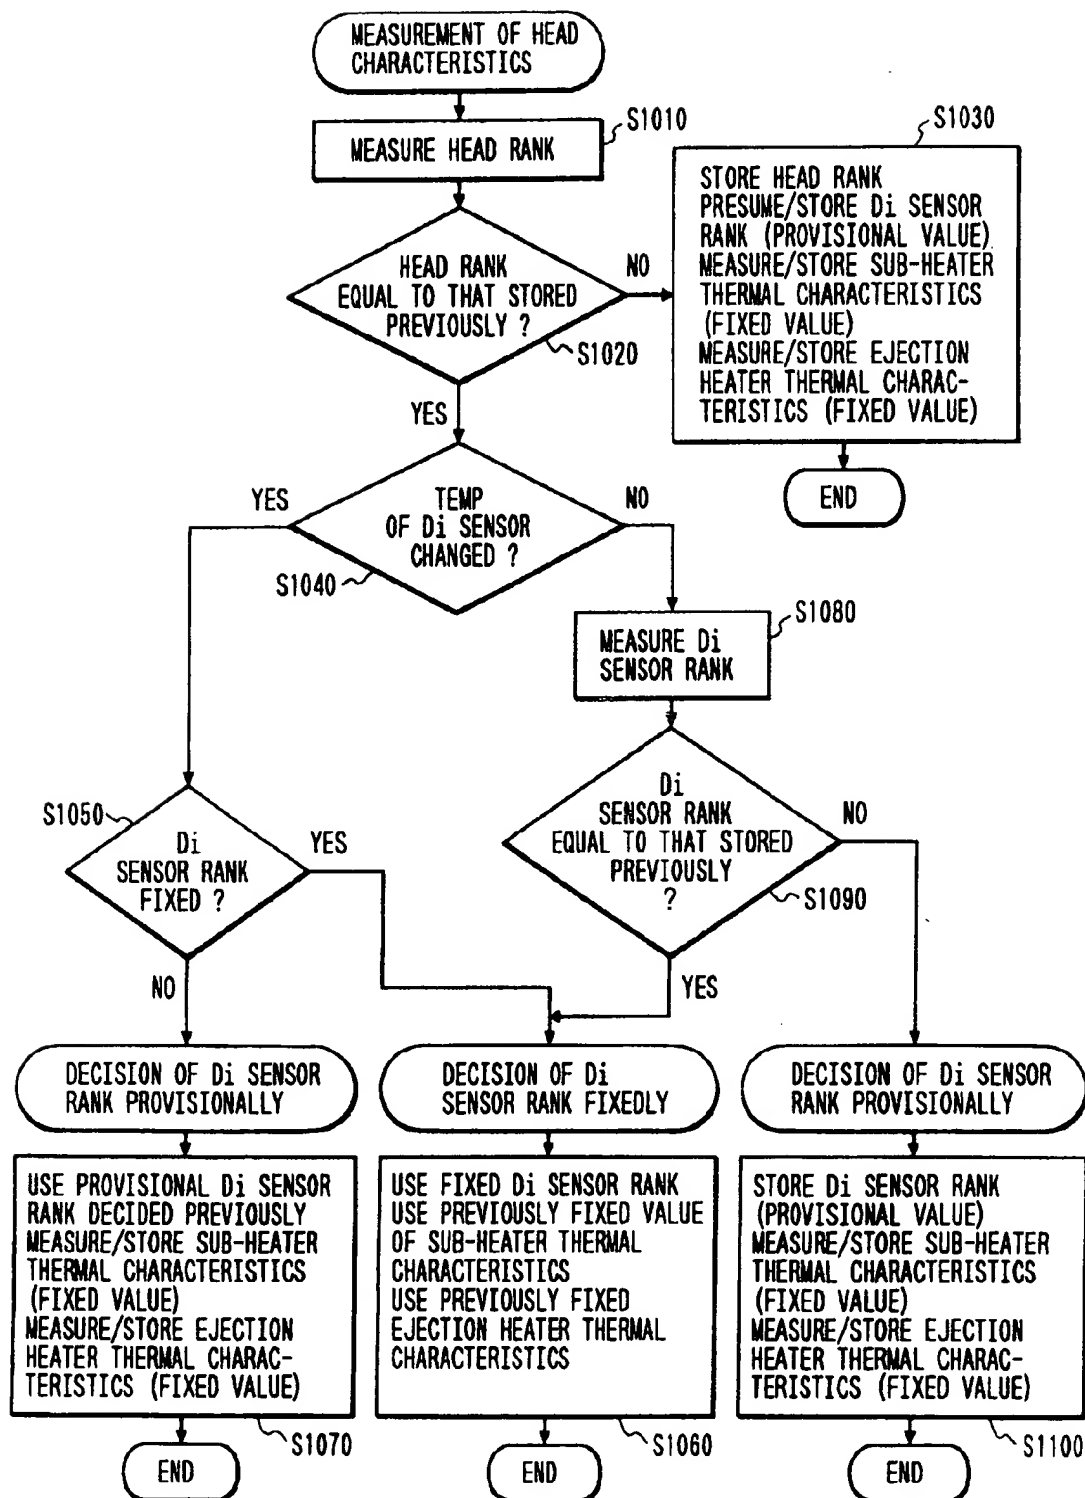 MEASUREMENT OF HEAD
CHARACTERISTICS
S1010
MEASURE HEAD RANK
S1030
STORE HEAD RANK
PRESUME/STORE Di SENSOR
RANK (PROVISIONAL VALUE)
MEASURE/STORE SUB-HEATER
THERMAL CHARACTERISTICS
(FIXED VALUE)
MEASURE/STORE EJECTION
HEATER THERMAL CHARAC-
TERISTICS (FIXED VALUE)
HEAD RANK
EQUAL TO THAT STORED
PREVIOUSLY ?
NO
S1020
YES
END
TEMP
OF Di SENSOR
CHANGED ?
YES
NO
S1040
S1080
MEASURE Di
SENSOR RANK
S1050
Di
SENSOR RANK
FIXED ?
YES
NO
Di
SENSOR RANK
EQUAL TO THAT STORED
PREVIOUSLY
?
NO
S1090
YES
DECISION OF Di SENSOR
RANK PROVISIONALLY
DECISION OF Di
SENSOR RANK FIXEDLY
DECISION OF Di SENSOR
RANK PROVISIONALLY
USE PROVISIONAL Di SENSOR
RANK DECIDED PREVIOUSLY
MEASURE/STORE SUB-HEATER
THERMAL CHARACTERISTICS
(FIXED VALUE)
MEASURE/STORE EJECTION
HEATER THERMAL CHARAC-
TERISTICS (FIXED VALUE)
S1070
END
USE FIXED Di SENSOR RANK
USE PREVIOUSLY FIXED VALUE
OF SUB-HEATER THERMAL
CHARACTERISTICS
USE PREVIOUSLY FIXED
EJECTION HEATER THERMAL
CHARACTERISTICS
S1060
END
STORE Di SENSOR RANK
(PROVISIONAL VALUE)
MEASURE/STORE SUB-HEATER
THERMAL CHARACTERISTICS
(FIXED VALUE)
MEASURE/STORE EJECTION
HEATER THERMAL CHARAC-
TERISTICS (FIXED VALUE)
S1100
END